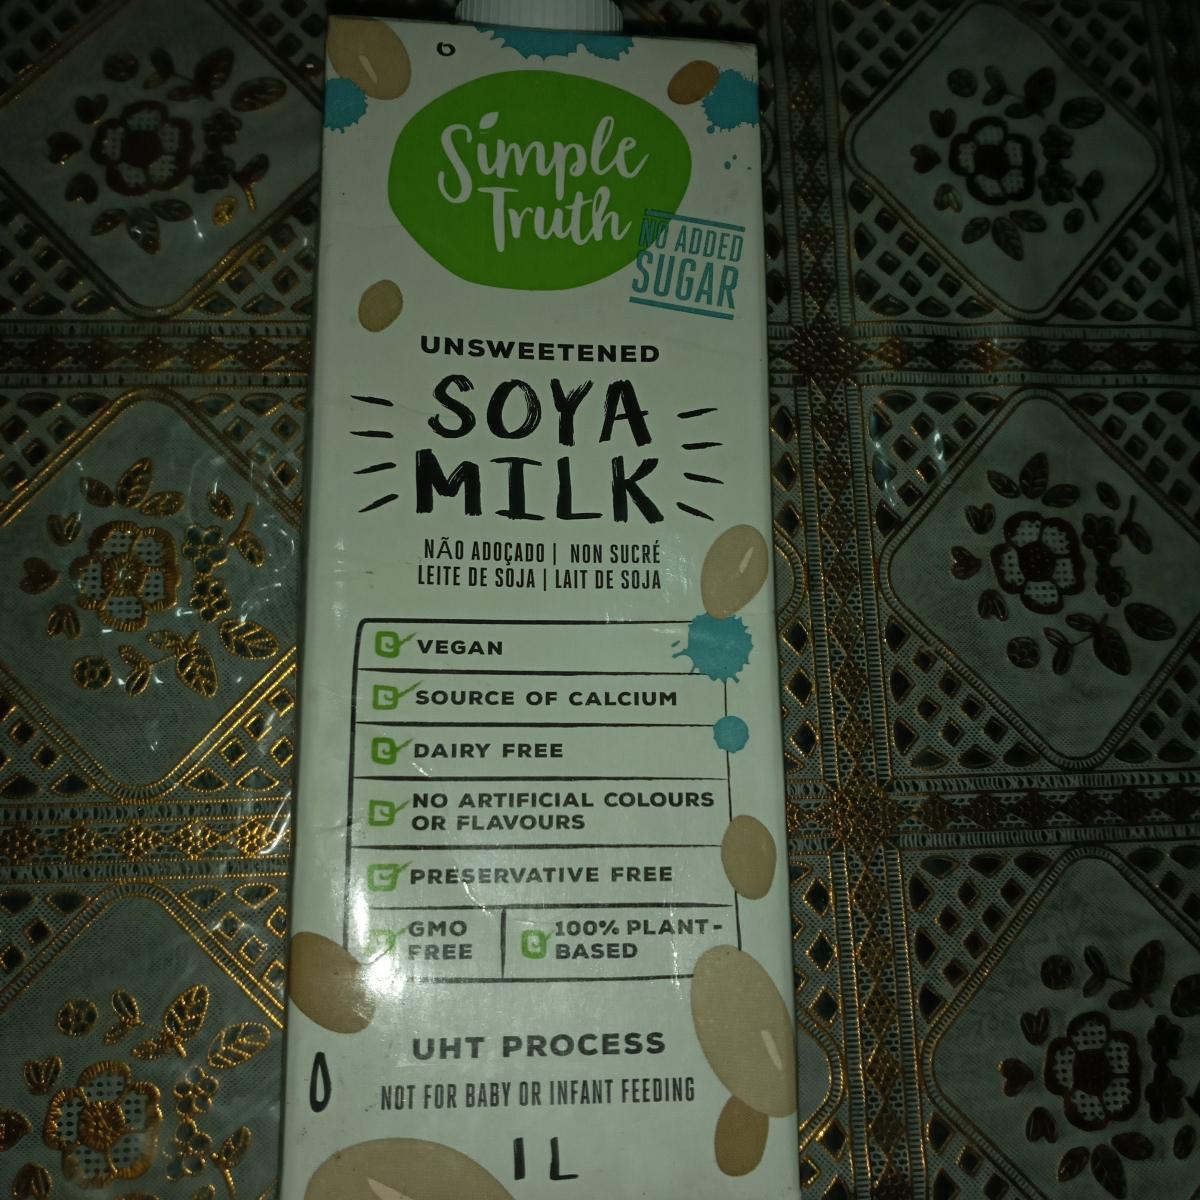 Simple
Truth
NO ADDED
SUGAR
UNSWEETENED
SOYA
MILK
NÃO ADOÇADO | NON SUCRÉ
LEITE DE SOJA | LAIT DE SOJA
VEGAN
SOURCE OF CALCIUM
DAIRY FREE
NO ARTIFICIAL COLOURS
OR FLAVOURS
PRESERVATIVE FREE
GMO
FREE
100% PLANT-
BASED
UHT PROCESS
NOT FOR BABY OR INFANT FEEDING
1L